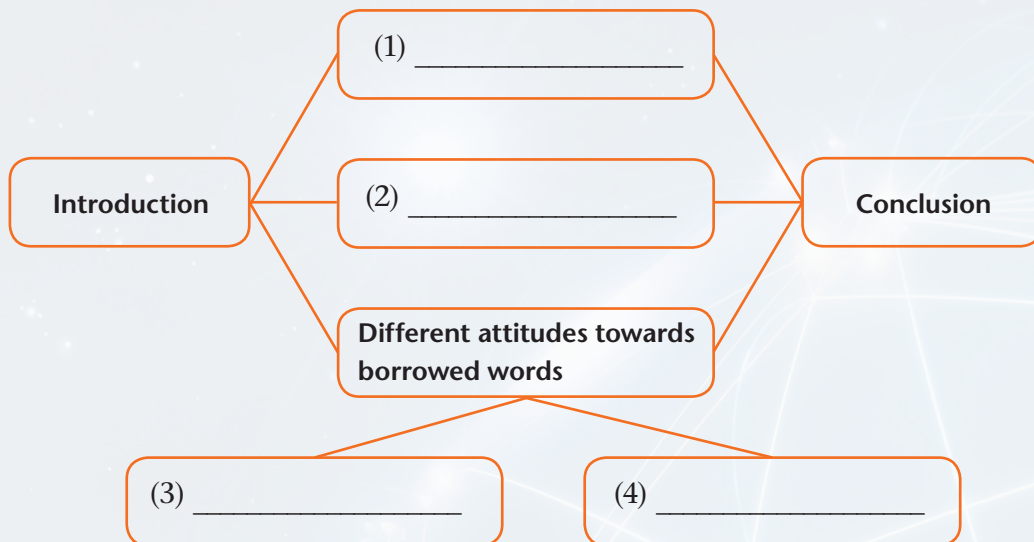 (1) ____________________
Introduction
(2) ____________________
Conclusion
Different attitudes towards
borrowed words
(3) ____________________
(4) ____________________